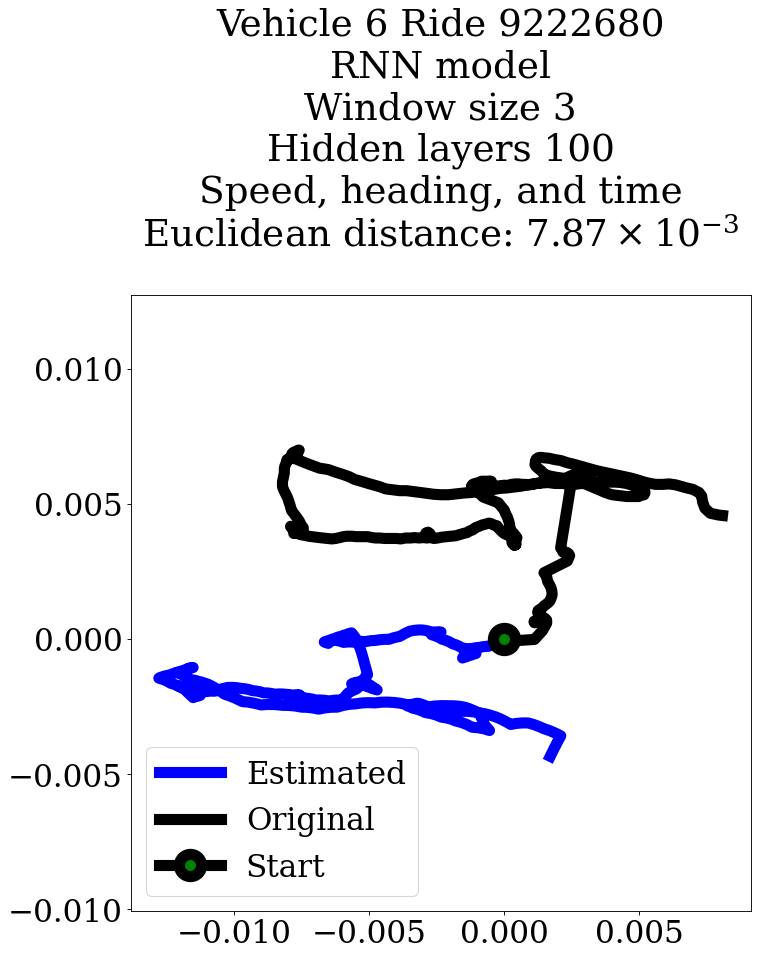 Vehicle 6 Ride 9222680
RNN model
Window size 3
Hidden layers 100
Speed, heading, and time
Euclidean distance: 7.87 × 10⁻³
0.010
0.005
0.000
−0.005
−0.010
Estimated
Original
Start
−0.010 −0.005 0.000 0.005